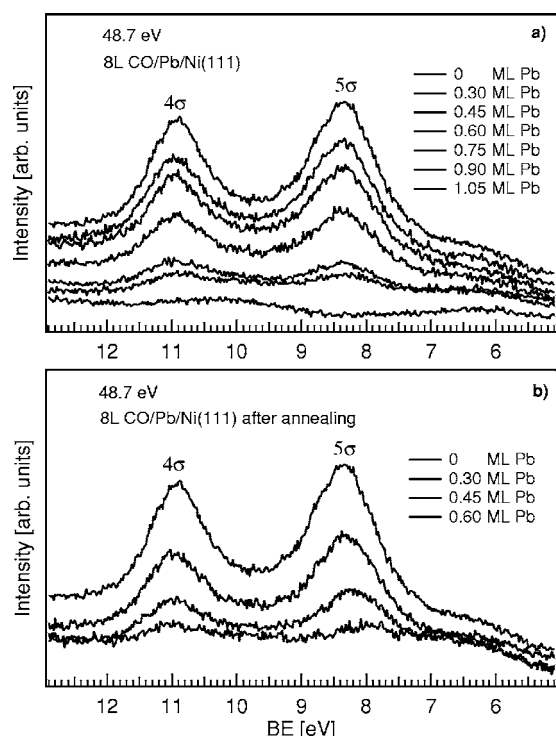 48.7 eV
a)
8L CO/Pb/Ni(111)
4σ
5σ
0 ML Pb
0.30 ML Pb
0.45 ML Pb
0.60 ML Pb
0.75 ML Pb
0.90 ML Pb
1.05 ML Pb
Intensity [arb. units]
12 11 10 9 8 7 6
48.7 eV
b)
8L CO/Pb/Ni(111) after annealing
4σ
5σ
0 ML Pb
0.30 ML Pb
0.45 ML Pb
0.60 ML Pb
Intensity [arb. units]
12 11 10 9 8 7 6
BE [eV]